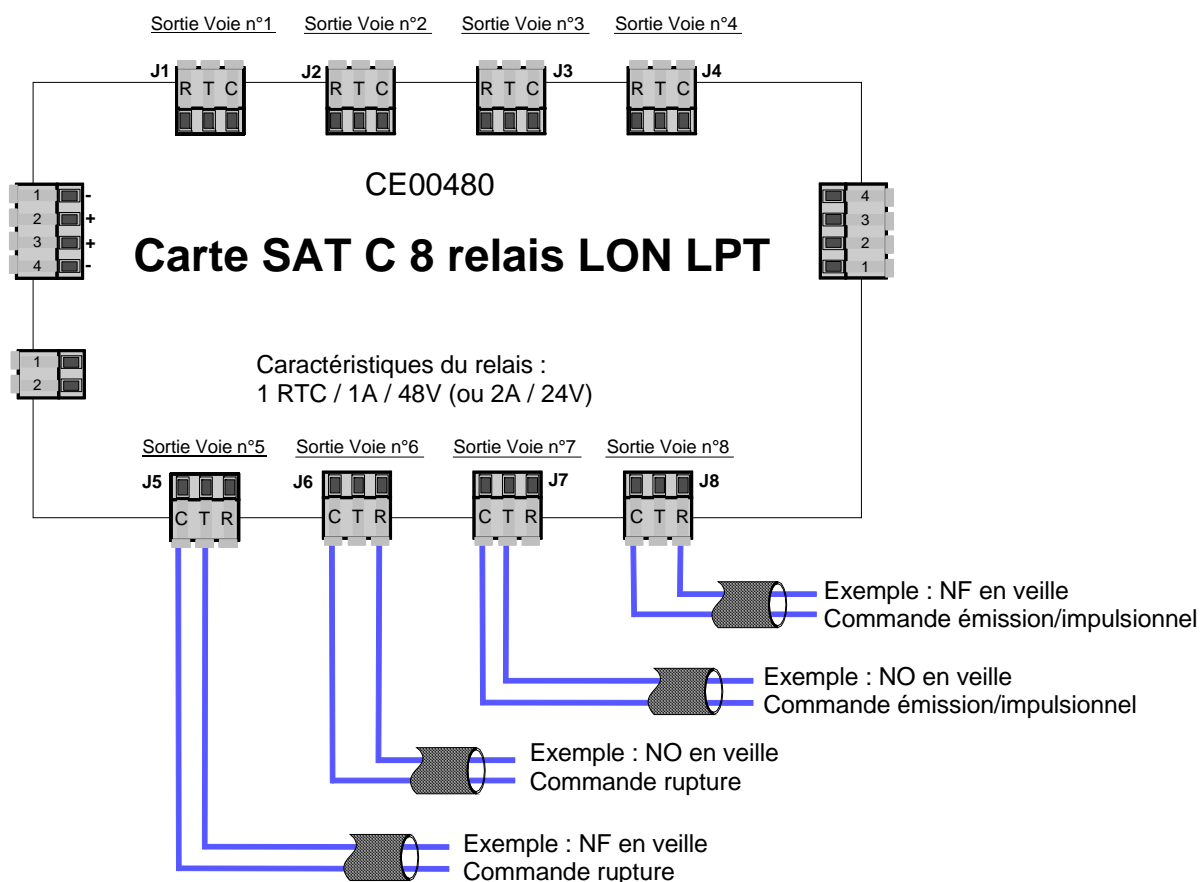 Sortie Voie n°1 Sortie Voie n°2 Sortie Voie n°3 Sortie Voie n°4
J1 J2 J3 J4
R T C R T C R T C R T C
CE00480
1 -
2 +
3 +
4 -
4
3
2
1
Carte SAT C 8 relais LON LPT
1
2
Caractéristiques du relais :
1 RTC / 1A / 48V (ou 2A / 24V)
Sortie Voie n°5 Sortie Voie n°6 Sortie Voie n°7 Sortie Voie n°8
J5 J6 J7 J8
C T R C T R C T R C T R
Exemple : NF en veille
Commande émission/impulsionnel
Exemple : NO en veille
Commande émission/impulsionnel
Exemple : NO en veille
Commande rupture
Exemple : NF en veille
Commande rupture